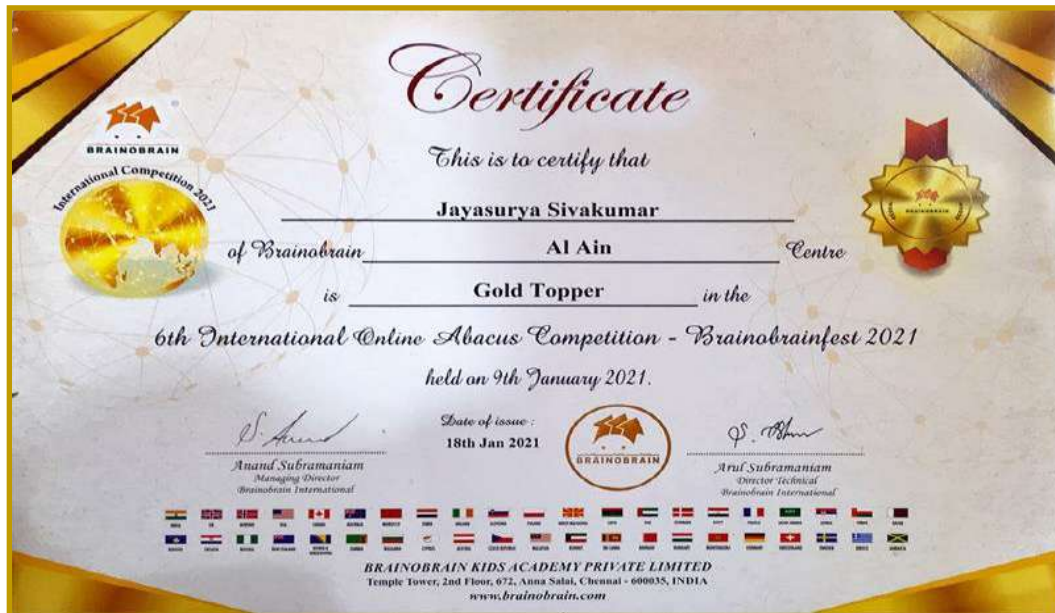 Certificate
BRAINOBRAIN
International Competition 2021
This is to certify that
Jayasurya Sivakumar
BRAINOBRAIN
of Brainobrain Al Ain Centre
is Gold Topper in the
6th International Online Abacus Competition - Brainobrainfest 2021
held on 9th January 2021.
Date of issue :
18th Jan 2021
BRAINOBRAIN
Anand Subramaniam
Managing Director
Brainobrain International
Arul Subramaniam
Director Technical
Brainobrain International
BRAINOBRAIN KIDS ACADEMY PRIVATE LIMITED
Temple Tower, 2nd Floor, 672, Anna Salai, Chennai - 600035, INDIA
www.brainobrain.com